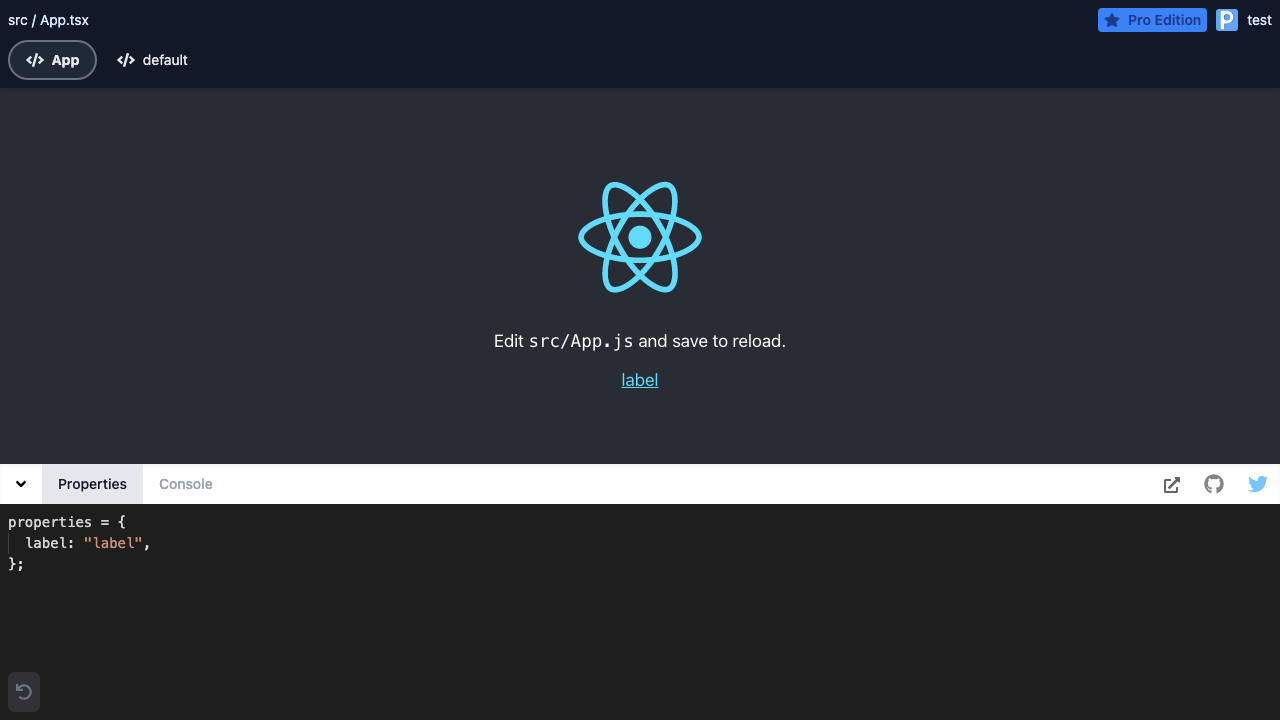 src / App.tsx
Pro Edition
P test
</> App
</> default
Edit src/App.js and save to reload.
label
Properties
Console
properties = {
  label: "label",
};